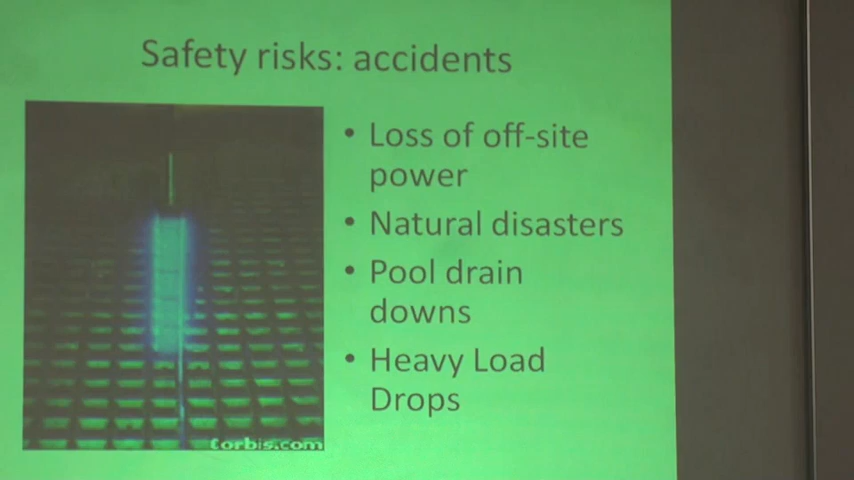 Safety risks: accidents
• Loss of off-site
power
• Natural disasters
• Pool drain
downs
• Heavy Load
Drops
Corbis.com